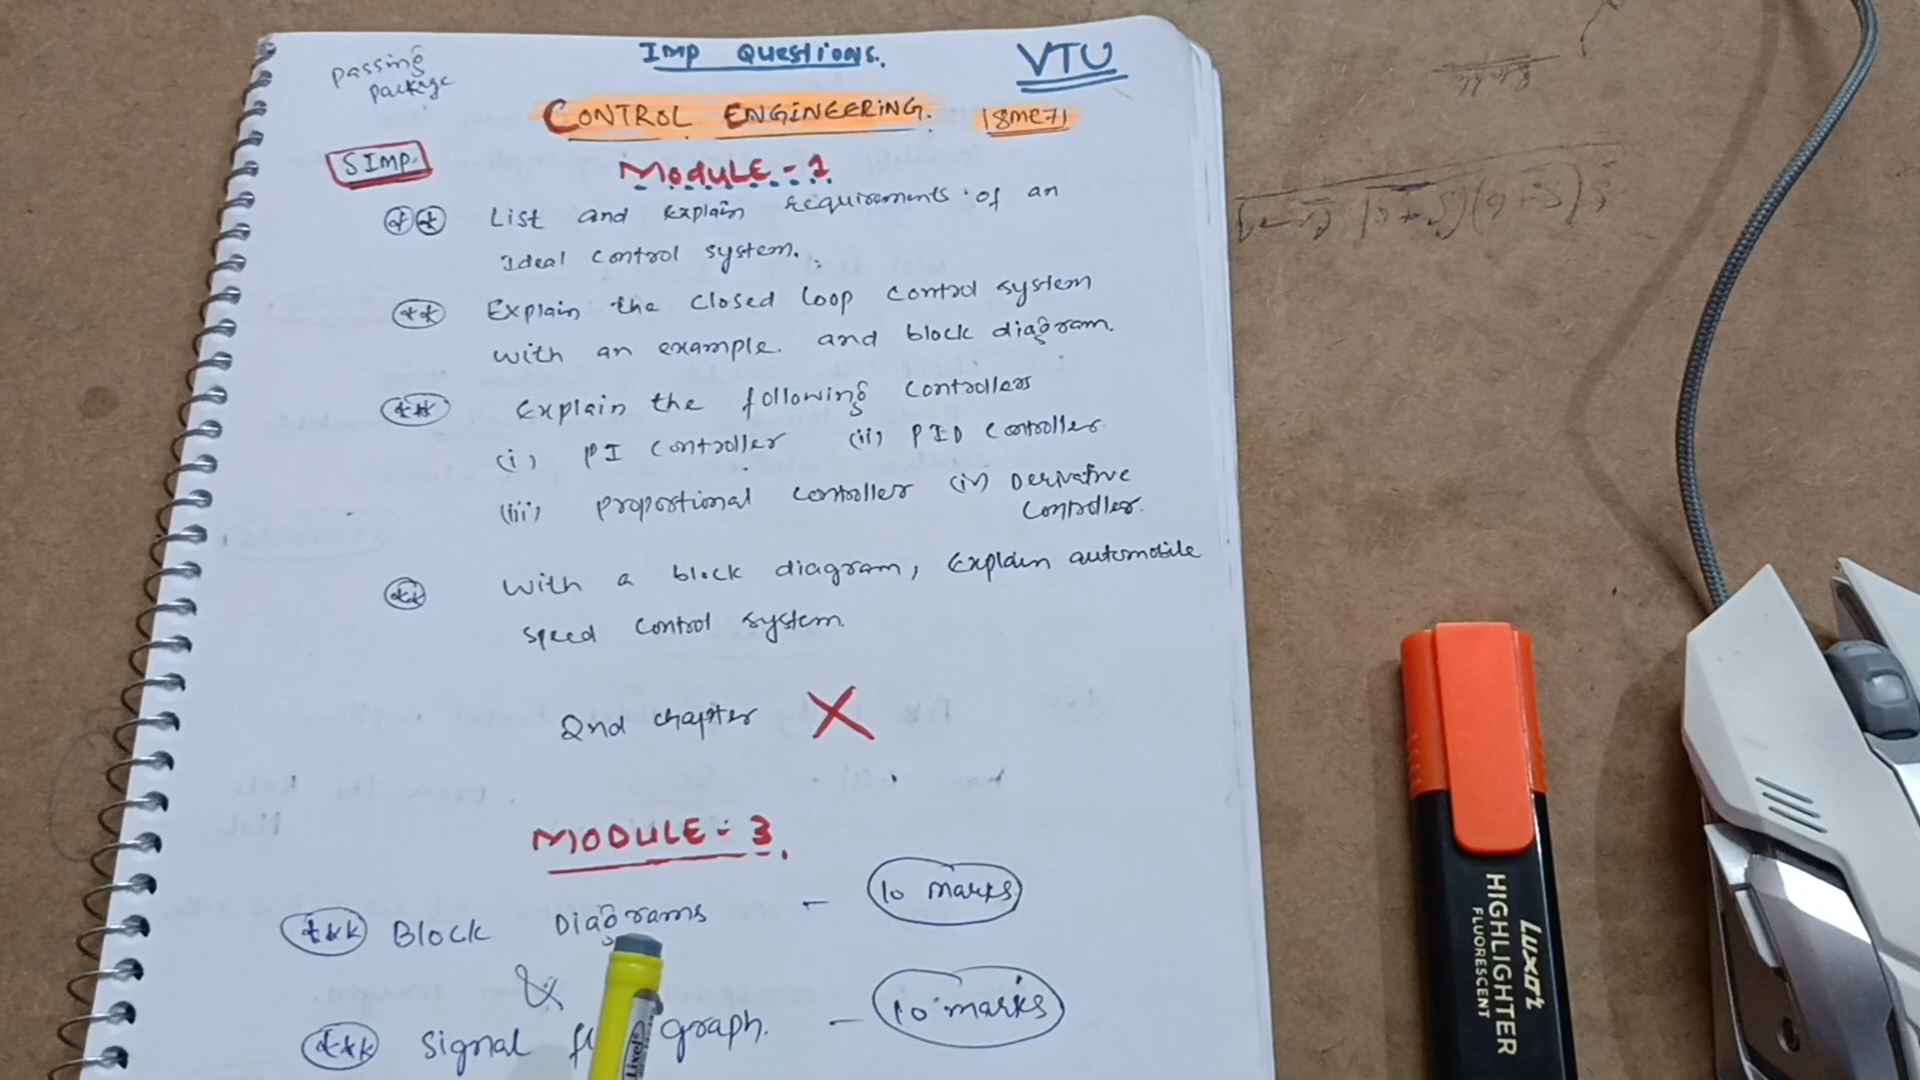 Imp Questions.
VTU
passing
package
CONTROL ENGINEERING.
18ME71
SIMP.
Module-1
** List and explain requirements of an
Ideal control system.
** Explain the closed loop control system
with an example. and block diagram.
*** Explain the following controllers
(i) PI controller (ii) PID controller.
(iii) proportional controller (iv) Derivative
controller.
** With a block diagram, explain automobile
speed control system.
2nd chapter X
MODULE-3.
*** Block Diagrams - 10 marks
&
*** Signal graph. - 10 marks
Luxor
HIGHLIGHTER
FLUORESCENT